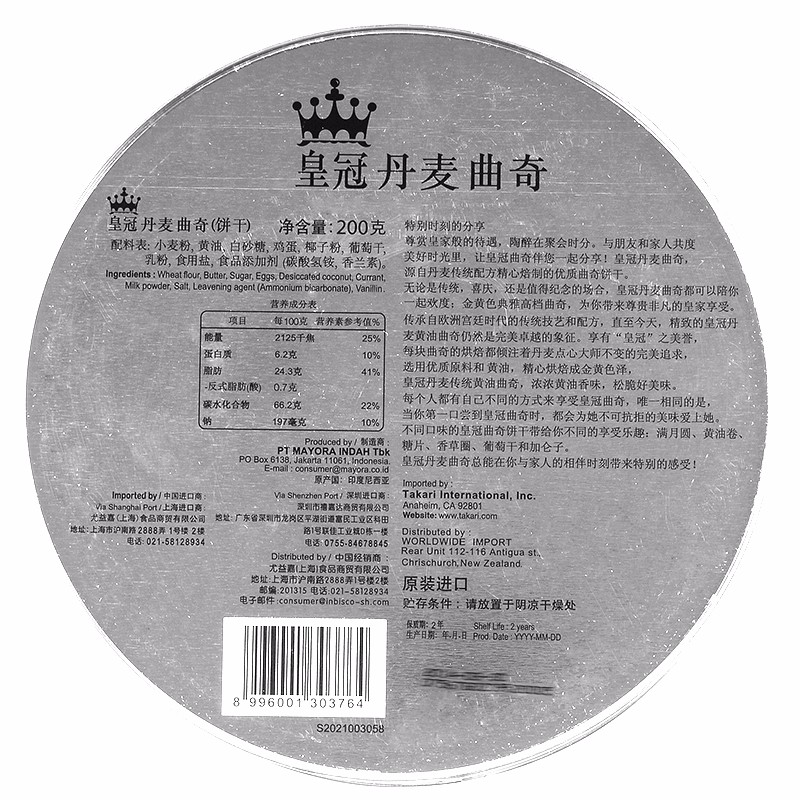 皇冠丹麦曲奇
皇冠 丹麦曲奇(饼干) 净含量: 200克
配料表: 小麦粉, 黄油, 白砂糖, 鸡蛋, 椰子粉, 葡萄干,
乳粉, 食用盐, 食品添加剂 (碳酸氢铵, 香兰素)。
Ingredients : Wheat flour, Butter, Sugar, Eggs, Desiccated coconut, Currant,
Milk powder, Salt, Leavening agent (Ammonium bicarbonate), Vanillin.
营养成分表
项目 每100克 营养素参考值%
能量 2125千焦 25%
蛋白质 6.2克 10%
脂肪 24.3克 41%
-反式脂肪(酸) 0.7克
碳水化合物 66.2克 22%
钠 197毫克 10%
Produced by / 制造商 :
PT MAYORA INDAH Tbk
PO Box 6138, Jakarta 11061, Indonesia.
E-mail : consumer@mayora.co.id
原产国: 印度尼西亚
Imported by / 中国进口商 :
Via Shanghai Port / 上海进口商 :
尤益嘉 (上海) 食品商贸有限公司
地址: 上海市沪南路 2888弄 1号楼 2楼
电话: 021-58128934
Via Shenzhen Port / 深圳进口商 :
深圳市禧嘉达商贸有限公司
地址: 广东省深圳市龙岗区平湖街道富民工业区科田
路1号联佳工业城D栋一楼
电话: 0755-84678845
Distributed by / 中国经销商 :
尤益嘉(上海)食品商贸有限公司
地址:上海市沪南路2888弄1号楼2楼
邮编:201315 电话:021-58128934
电子邮件:consumer@inbisco-sh.com
8 996001 303764
S2021003058
特别时刻的分享
尊赏皇家般的待遇, 陶醉在聚会时分。与朋友和家人共度
美好时光里, 让皇冠曲奇伴您一起分享! 皇冠丹麦曲奇,
源自丹麦传统配方精心焙制的优质曲奇饼干。
无论是传统, 喜庆, 还是值得纪念的场合, 皇冠丹麦曲奇都可以陪你
一起欢度; 金黄色典雅高档曲奇, 为你带来尊贵非凡的皇家享受。
传承自欧洲宫廷时代的传统技艺和配方, 直至今天, 精致的皇冠丹
麦黄油曲奇仍然是完美卓越的象征。享有“皇冠”之美誉,
每块曲奇的烘焙都倾注着丹麦点心大师不变的完美追求,
选用优质原料和黄油, 精心烘焙成金黄色泽,
皇冠丹麦传统黄油曲奇, 浓浓黄油香味, 松脆好美味。
每个人都有自己不同的方式来享受皇冠曲奇, 唯一相同的是,
当你第一口尝到皇冠曲奇时, 都会为她不可抗拒的美味爱上她。
不同口味的皇冠曲奇饼干带给你不同的享受乐趣: 满月圆、黄油卷、
糖片、香草圈、葡萄干和加仑子。
皇冠丹麦曲奇总能在你与家人的相伴时刻带来特别的感受!
Imported by :
Takari International, Inc.
Anaheim, CA 92801
Website: www.takari.com
Distributed by :
WORLDWIDE IMPORT
Rear Unit 112-116 Antigua st.,
Chrischurch,New Zealand
原装进口
贮存条件 : 请放置于阴凉干燥处
保质期: 2年 Shelf Life : 2 years
生产日期: 年-月-日 Prod. Date : YYYY-MM-DD